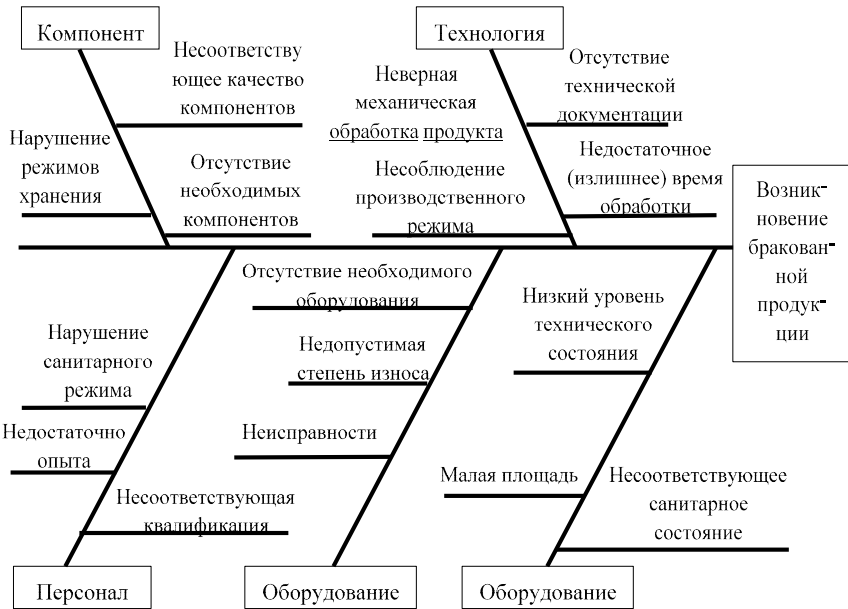 Компонент
Несоответству
ющее качество
компонентов
Нарушение
режимов
хранения
Отсутствие
необходимых
компонентов
Технология
Неверная
механическая
обработка продукта
Отсутствие
технической
документации
Несоблюдение
производственного
режима
Недостаточное
(излишнее) время
обработки
Возник-
новение
бракован-
ной
продук-
ции
Нарушение
санитарного
режима
Недостаточно
опыта
Несоответствующая
квалификация
Персонал
Отсутствие необходимого
оборудования
Недопустимая
степень износа
Неисправности
Оборудование
Низкий уровень
технического
состояния
Малая площадь
Несоответствующее
санитарное
состояние
Оборудование